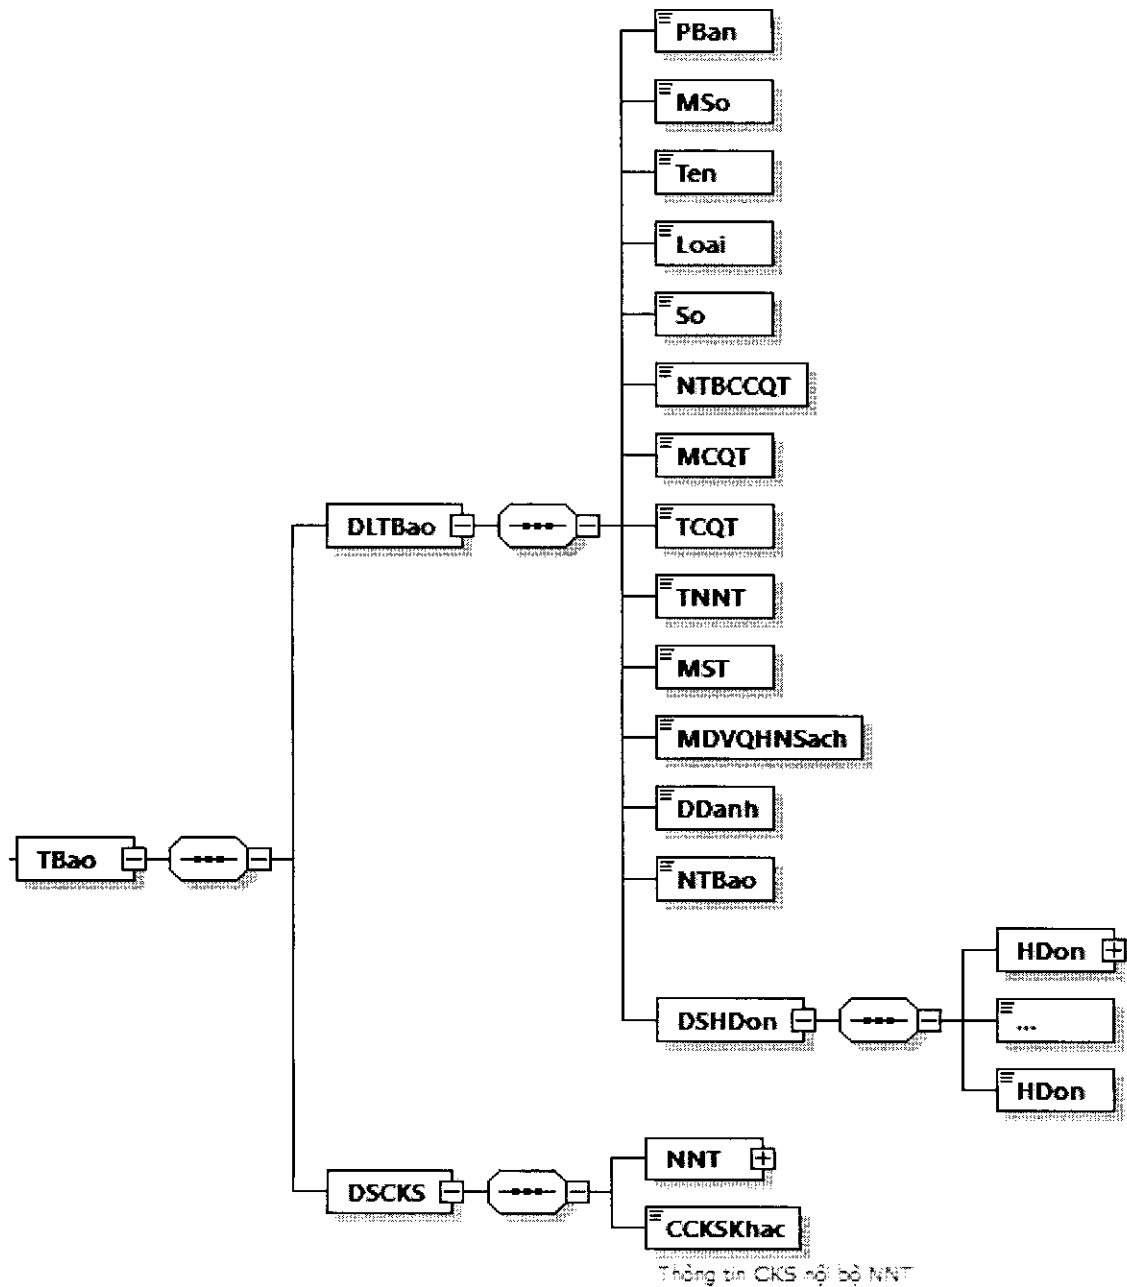 PBan
MSo
Ten
Loai
So
NTBCCQT
MCQT
DLTBao
TCQT
TNNT
MST
MDVQHNSach
DDanh
TBao
NTBao
HDon
DSHDon
...
HDon
NNT
DSCKS
CCKSKhac
Thông tin CKS nội bộ NNT